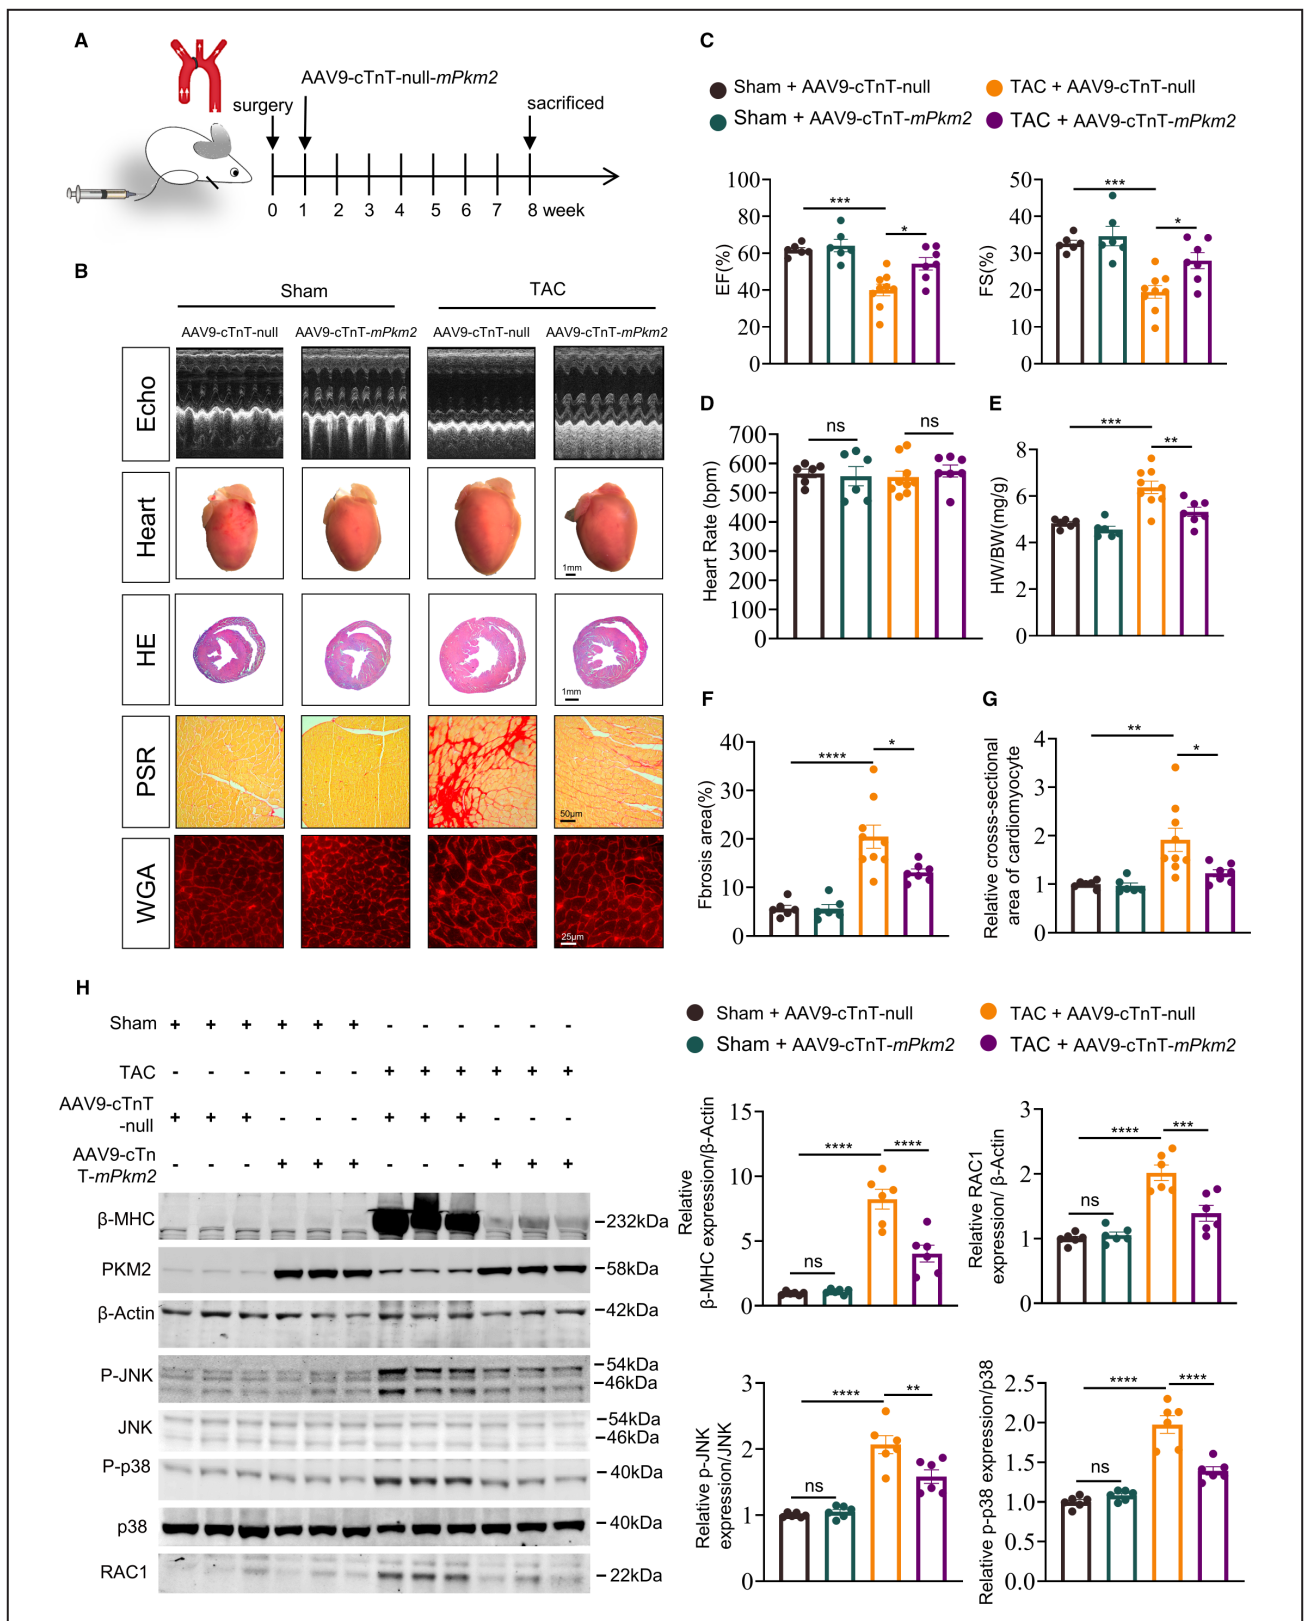 A
AAV9-cTnT-null-mPkm2
surgery
sacrificed
0 1 2 3 4 5 6 7 8 week
B
Sham TAC
AAV9-cTnT-null AAV9-cTnT-mPkm2 AAV9-cTnT-null AAV9-cTnT-mPkm2
Echo
Heart
1mm
HE
1mm
PSR
50µm
WGA
25µm
C
Sham + AAV9-cTnT-null TAC + AAV9-cTnT-null
Sham + AAV9-cTnT-mPkm2 TAC + AAV9-cTnT-mPkm2
EF(%)
100
80
60
40
20
0
*** *
FS(%)
50
40
30
20
10
0
*** *
D
Heart Rate (bpm)
700
600
500
400
300
200
100
0
ns ns
E
HW/BW(mg/g)
8
6
4
2
0
*** **
F
Fbrosis area(%)
40
30
20
10
0
**** *
G
Relative crosss-sectional
area of cardiomyocyte
4
3
2
1
0
** *
H
Sham + + + + + + - - - - - -
TAC - - - - - - + + + + + +
AAV9-cTnT
-null + + + - - - + + + - - -
AAV9-cTn
T-mPkm2 - - - + + + - - - + + +
β-MHC 232kDa
PKM2 58kDa
β-Actin 42kDa
P-JNK 54kDa
46kDa
JNK 54kDa
46kDa
P-p38 40kDa
p38 40kDa
RAC1 22kDa
Sham + AAV9-cTnT-null TAC + AAV9-cTnT-null
Sham + AAV9-cTnT-mPkm2 TAC + AAV9-cTnT-mPkm2
Relative
β-MHC expression/β-Actin
15
10
5
0
ns **** ****
Relative RAC1
expression/ β-Actin
3
2
1
0
ns **** ***
Relative p-JNK
expression/JNK
3
2
1
0
ns **** **
Relative p-p38 expression/p38
2.5
2.0
1.5
1.0
0.5
0.0
ns **** ****